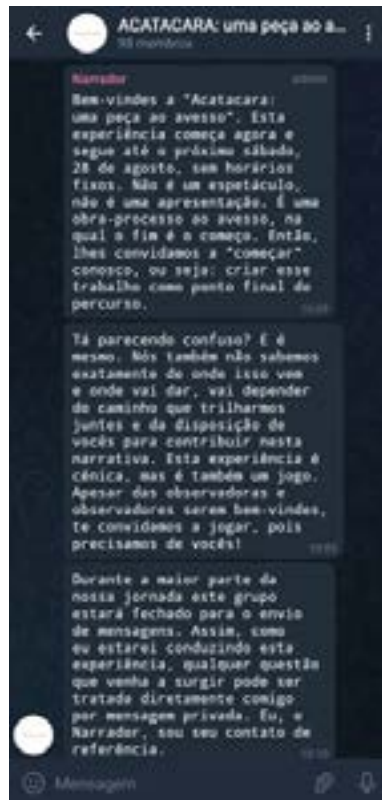 ACATACARA: uma peça ao a...
98 membros
Narrador admin
Bem-vindes a "Acatacara:
uma peça ao avesso". Esta
experiência começa agora e
segue até o próximo sábado,
28 de agosto, sem horários
fixos. Não é um espetáculo,
não é uma apresentação. É uma
obra-processo ao avesso, na
qual o fim é o começo. Então,
lhes convidamos a "começar"
conosco, ou seja: criar esse
trabalho como ponto final do
percurso.
Tá parecendo confuso? E é
mesmo. Nós também não sabemos
exatamente de onde isso vem
e onde vai dar, vai depender
do caminho que trilharmos
juntes e da disposição de
vocês para contribuir nesta
narrativa. Esta experiência é
cênica, mas é também um jogo.
Apesar das observadoras e
observadores serem bem-vindes,
te convidamos a jogar, pois
precisamos de vocês!
Durante a maior parte da
nossa jornada este grupo
estará fechado para o envio
de mensagens. Assim, como
eu estarei conduzindo esta
experiência, qualquer questão
que venha a surgir pode ser
tratada diretamente comigo
por mensagem privada. Eu, o
Narrador, sou seu contato de
referência.
Mensagem